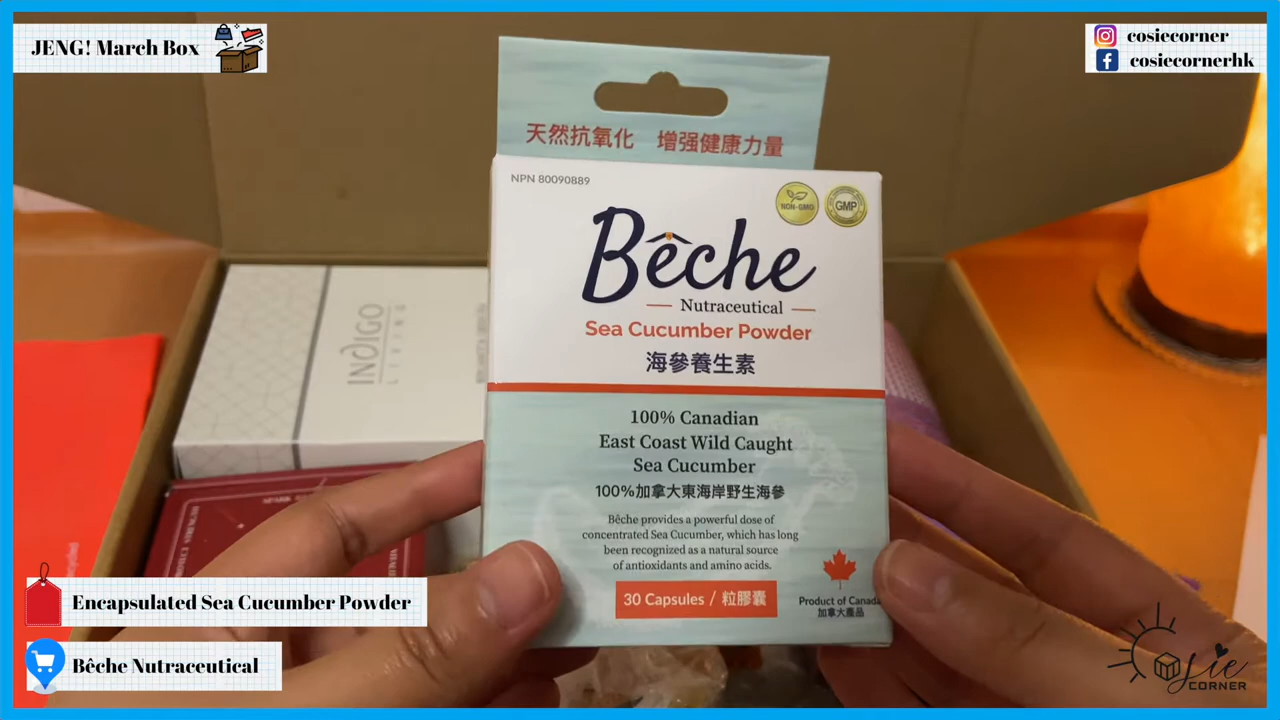 JENG! March Box
cosiecorner
cosiecornerhk
天然抗氧化 增强健康力量
NPN 80090889
NON-GMO
GMP
Bêche
Nutraceutical
Sea Cucumber Powder
海參養生素
100% Canadian
East Coast Wild Caught
Sea Cucumber
100%加拿大東海岸野生海參
Bêche provides a powerful dose of
concentrated Sea Cucumber, which has long
been recognized as a natural source
of antioxidants and amino acids.
30 Capsules / 粒膠囊
Product of Canada
加拿大產品
INDIGO
LIVING
Encapsulated Sea Cucumber Powder
Bêche Nutraceutical
Cosie
CORNER